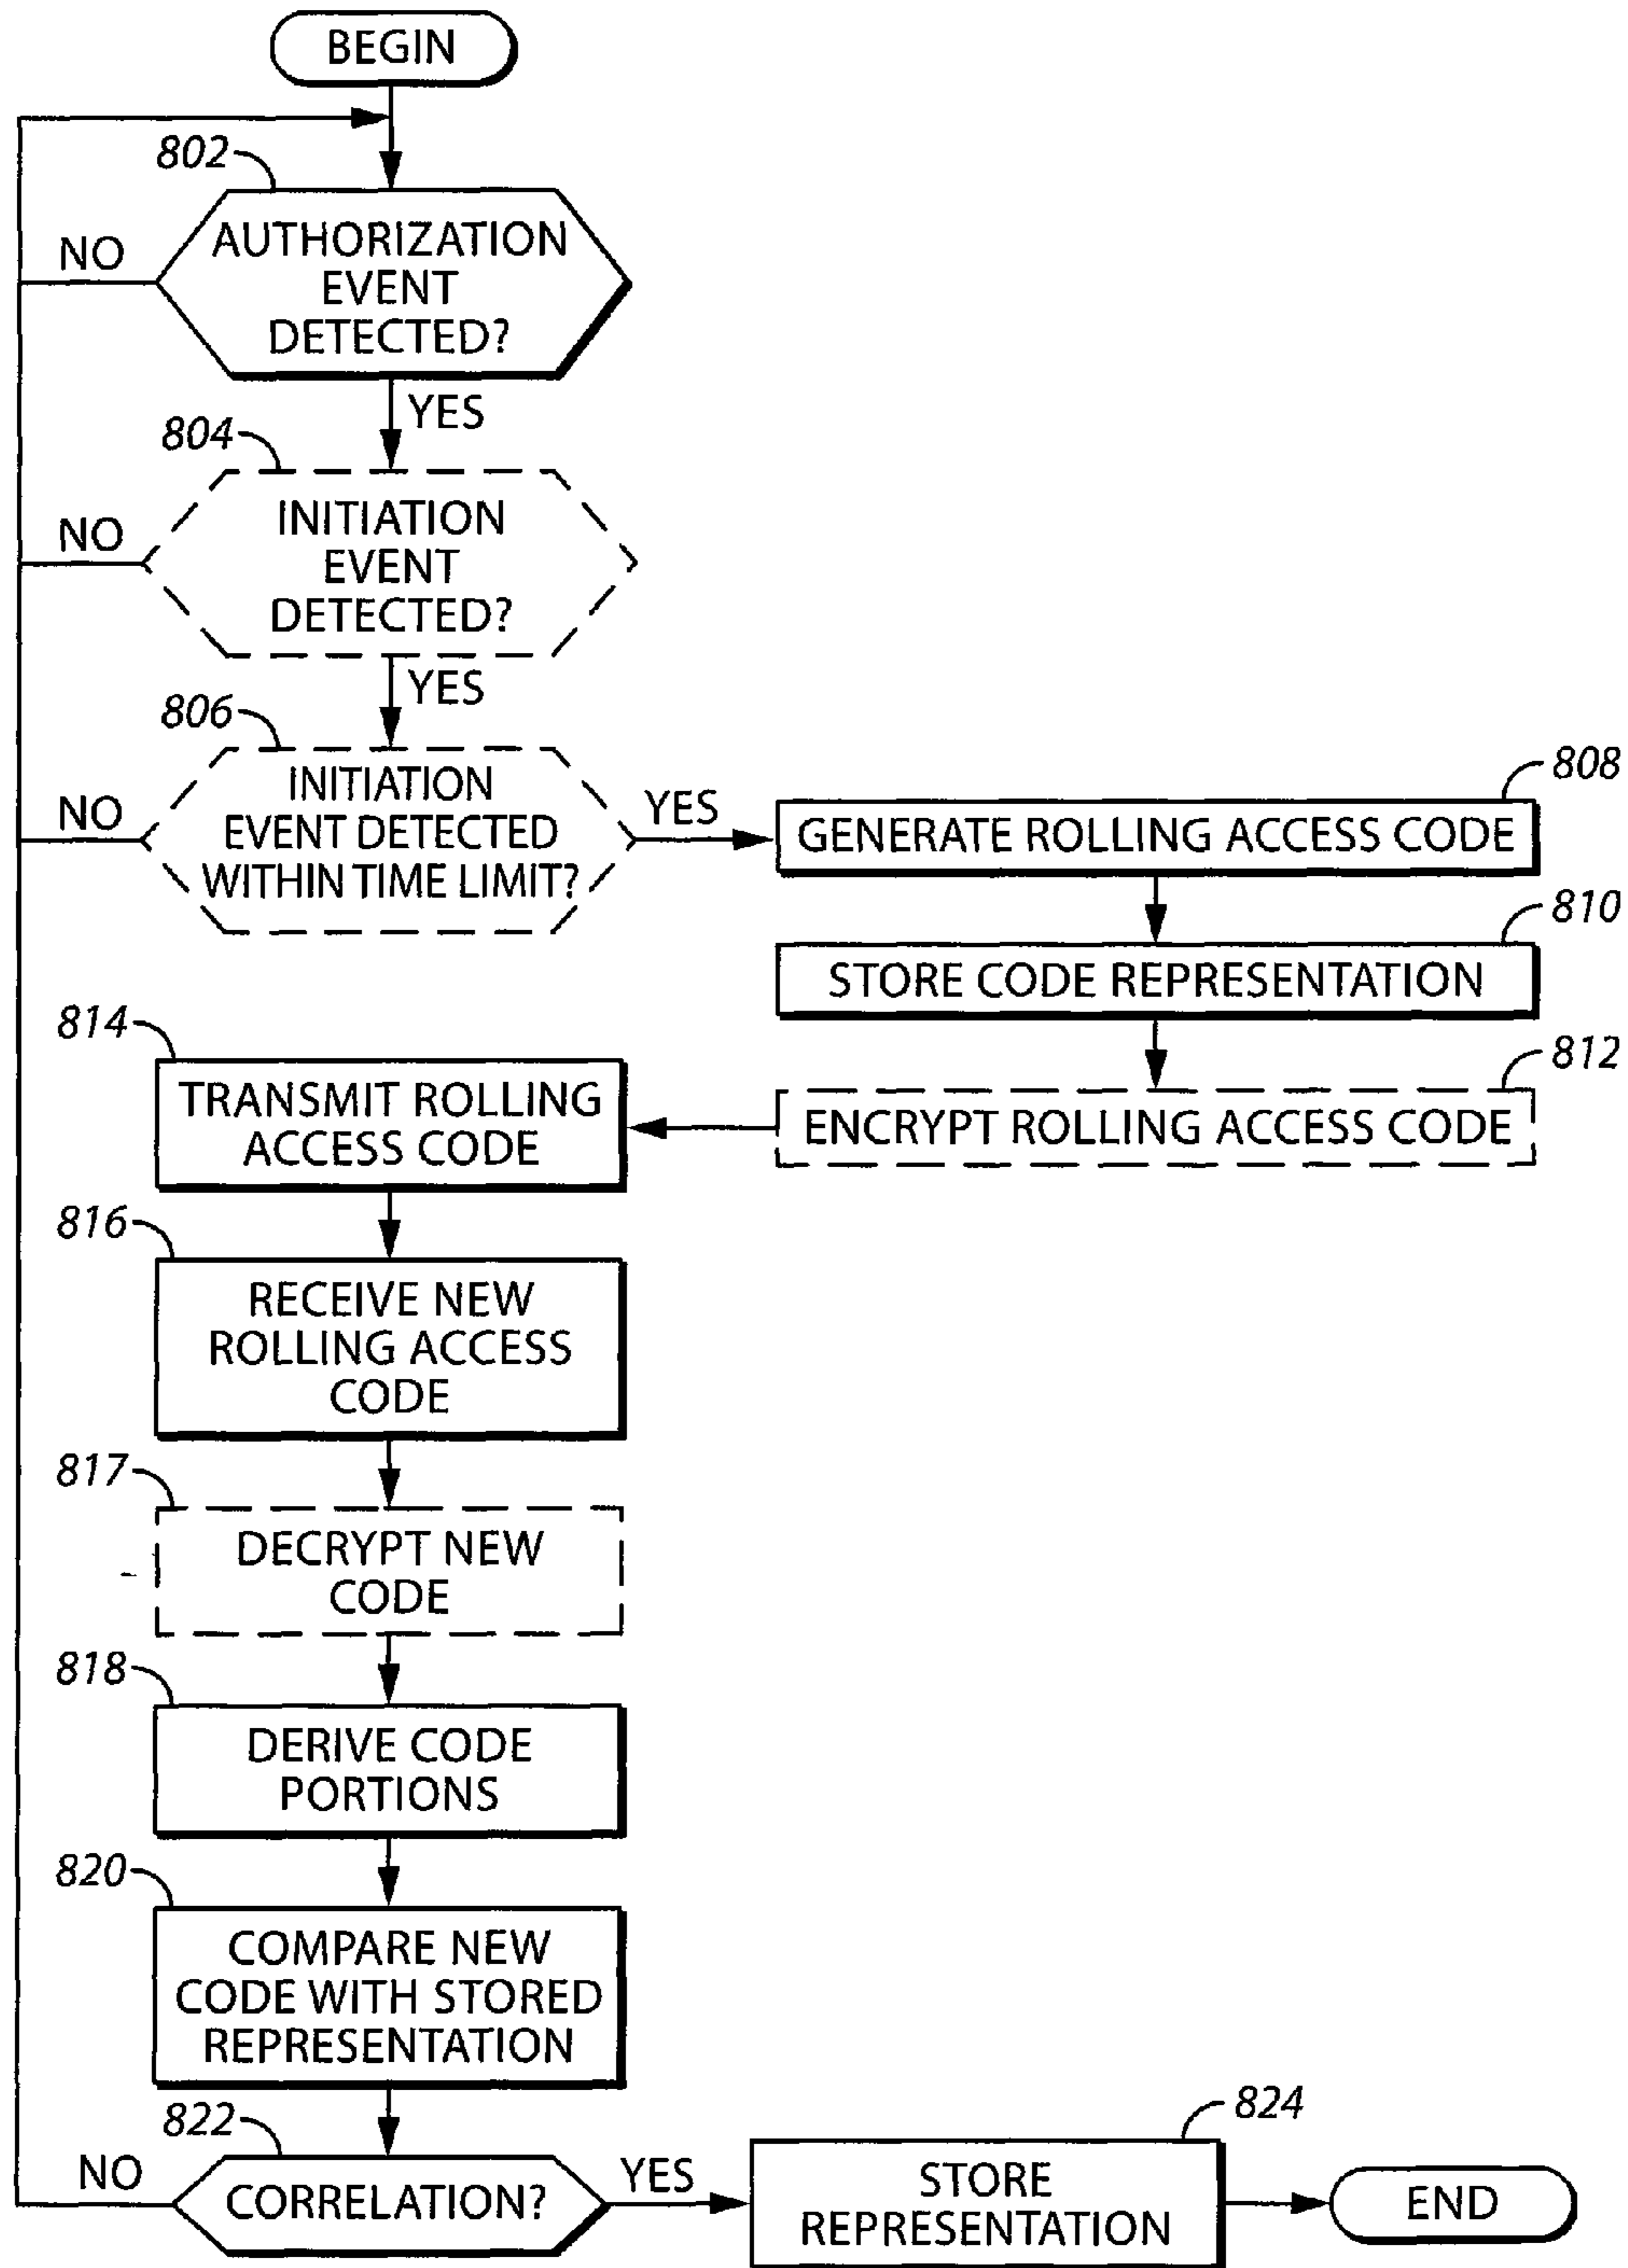 BEGIN
802
AUTHORIZATION
EVENT
DETECTED?
NO
YES
804
INITIATION
EVENT
DETECTED?
NO
YES
806
INITIATION
EVENT DETECTED
WITHIN TIME LIMIT?
NO
YES
808
GENERATE ROLLING ACCESS CODE
810
STORE CODE REPRESENTATION
812
ENCRYPT ROLLING ACCESS CODE
814
TRANSMIT ROLLING
ACCESS CODE
816
RECEIVE NEW
ROLLING ACCESS
CODE
817
DECRYPT NEW
CODE
818
DERIVE CODE
PORTIONS
820
COMPARE NEW
CODE WITH STORED
REPRESENTATION
822
CORRELATION?
NO
YES
824
STORE
REPRESENTATION
END